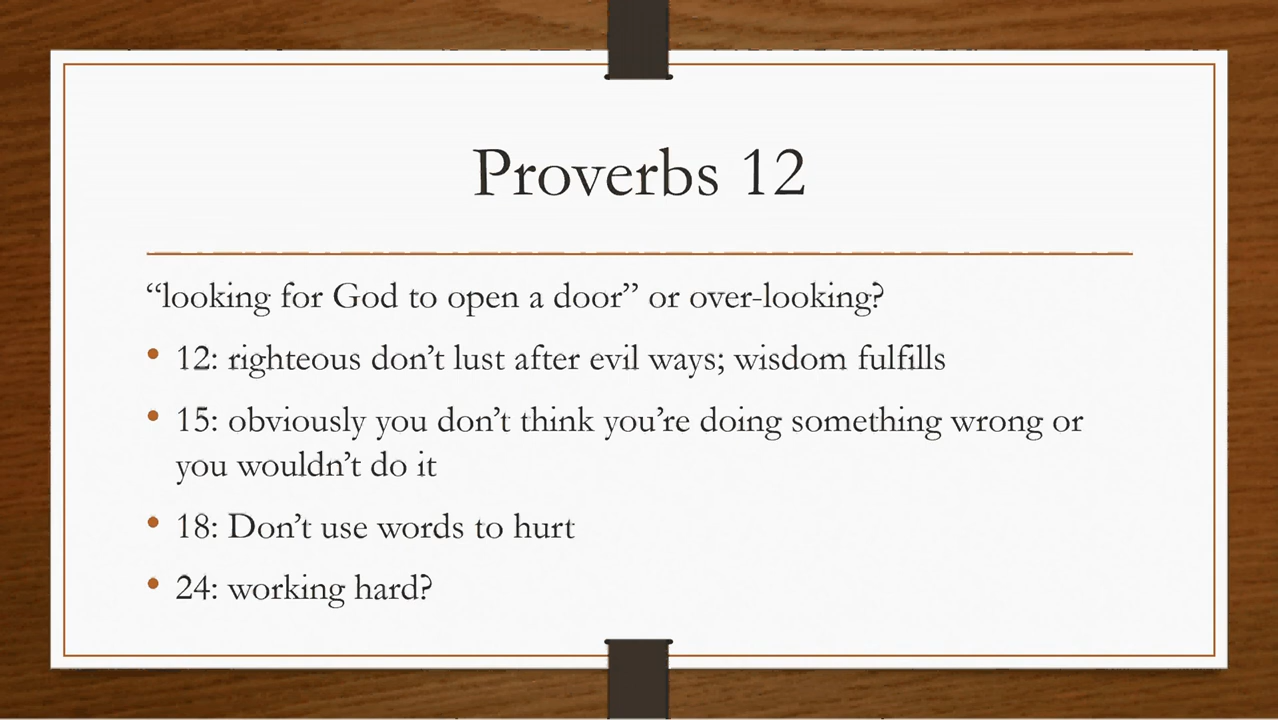 Proverbs 12
“looking for God to open a door” or over-looking?
• 12: righteous don’t lust after evil ways; wisdom fulfills
• 15: obviously you don’t think you’re doing something wrong or
you wouldn’t do it
• 18: Don’t use words to hurt
• 24: working hard?